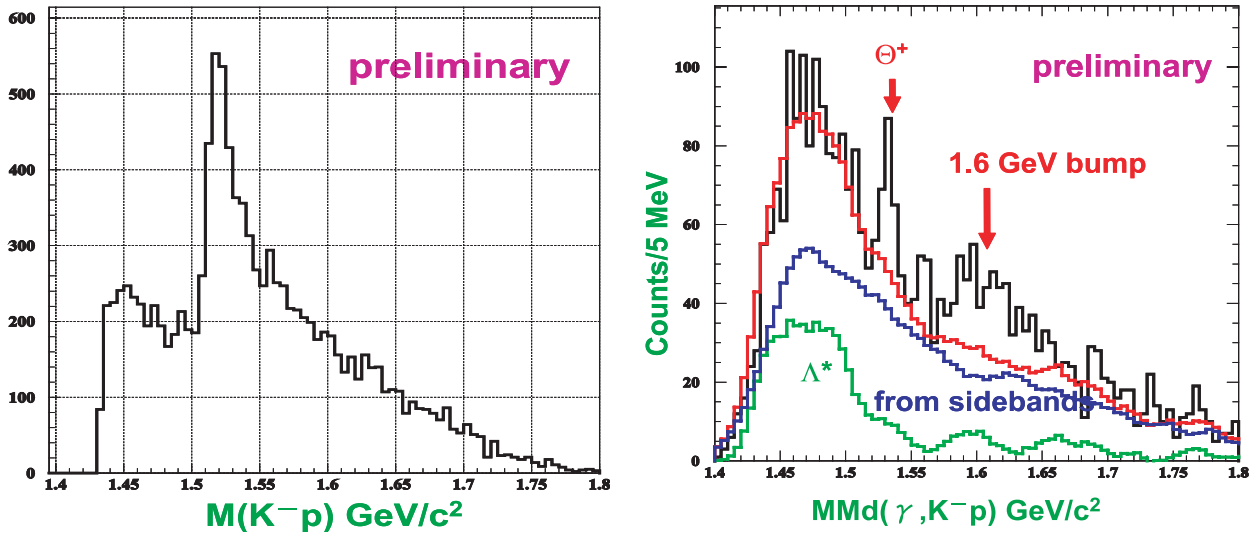 600
500
400
300
200
100
0
1.4 1.45 1.5 1.55 1.6 1.65 1.7 1.75 1.8
preliminary
M(K⁻p) GeV/c²
Counts/5 MeV
100
80
60
40
20
0
1.4 1.45 1.5 1.55 1.6 1.65 1.7 1.75 1.8
Θ⁺
preliminary
1.6 GeV bump
Λ*
from sidebands
MMd(γ,K⁻p) GeV/c²